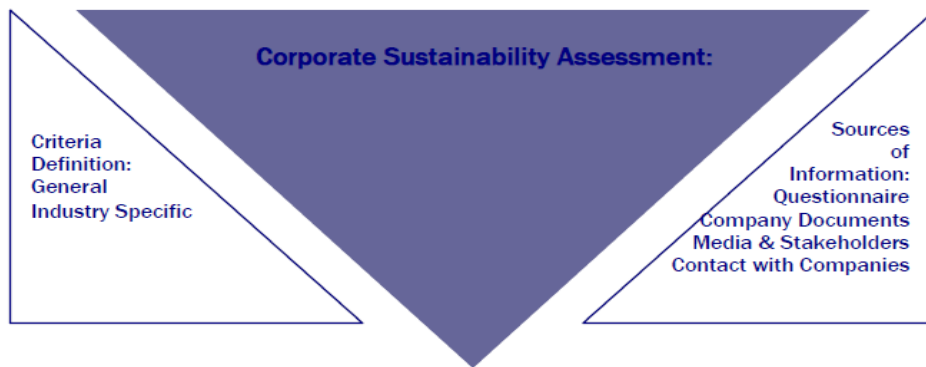 Corporate Sustainability Assessment:
Criteria
Definition:
General
Industry Specific
Sources
of
Information:
Questionnaire
Company Documents
Media & Stakeholders
Contact with Companies